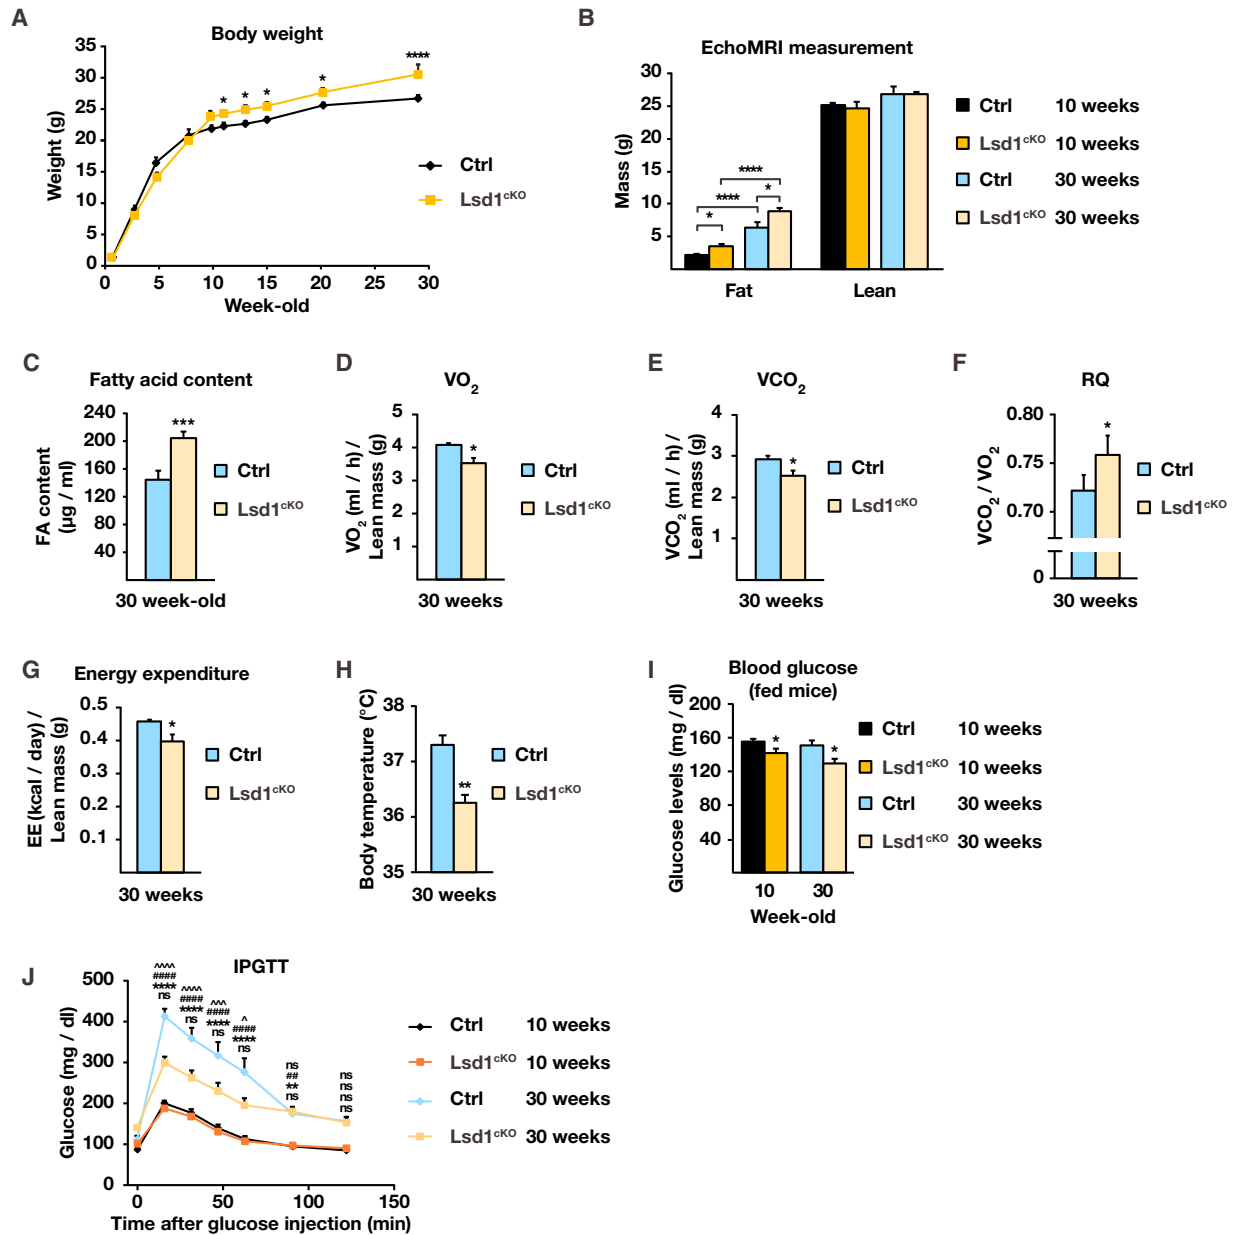 A
Body weight
Weight (g)
35
30
25
20
15
10
5
0
* * * * ****
0 5 10 15 20 25 30
Week-old
Ctrl
Lsd1cKO
B
EchoMRI measurement
Mass (g)
30
25
20
15
10
5
****
****
*
*
Fat Lean
Ctrl 10 weeks
Lsd1cKO 10 weeks
Ctrl 30 weeks
Lsd1cKO 30 weeks
C
Fatty acid content
FA content
(µg / ml)
240
200
160
120
80
40
***
30 week-old
Ctrl
Lsd1cKO
D
VO2
VO2 (ml / h) /
Lean mass (g)
5
4
3
2
1
*
30 weeks
Ctrl
Lsd1cKO
E
VCO2
VCO2 (ml / h) /
Lean mass (g)
4
3
2
1
*
30 weeks
Ctrl
Lsd1cKO
F
RQ
VCO2 / VO2
0.80
0.75
0.70
0
*
30 weeks
Ctrl
Lsd1cKO
G
Energy expenditure
EE (kcal / day) /
Lean mass (g)
0.5
0.4
0.3
0.2
0.1
*
30 weeks
Ctrl
Lsd1cKO
H
Body temperature (°C)
38
37
36
35
**
30 weeks
Ctrl
Lsd1cKO
I
Blood glucose
(fed mice)
Glucose levels (mg / dl)
200
160
120
80
40
* *
10 30
Week-old
Ctrl 10 weeks
Lsd1cKO 10 weeks
Ctrl 30 weeks
Lsd1cKO 30 weeks
J
IPGTT
Glucose (mg / dl)
500
400
300
200
100
0
^^^^
####
****
ns
^^^^
####
****
ns
^^^
####
****
ns
^
####
****
ns
ns
##
**
ns
ns
ns
ns
ns
0 50 100 150
Time after glucose injection (min)
Ctrl 10 weeks
Lsd1cKO 10 weeks
Ctrl 30 weeks
Lsd1cKO 30 weeks